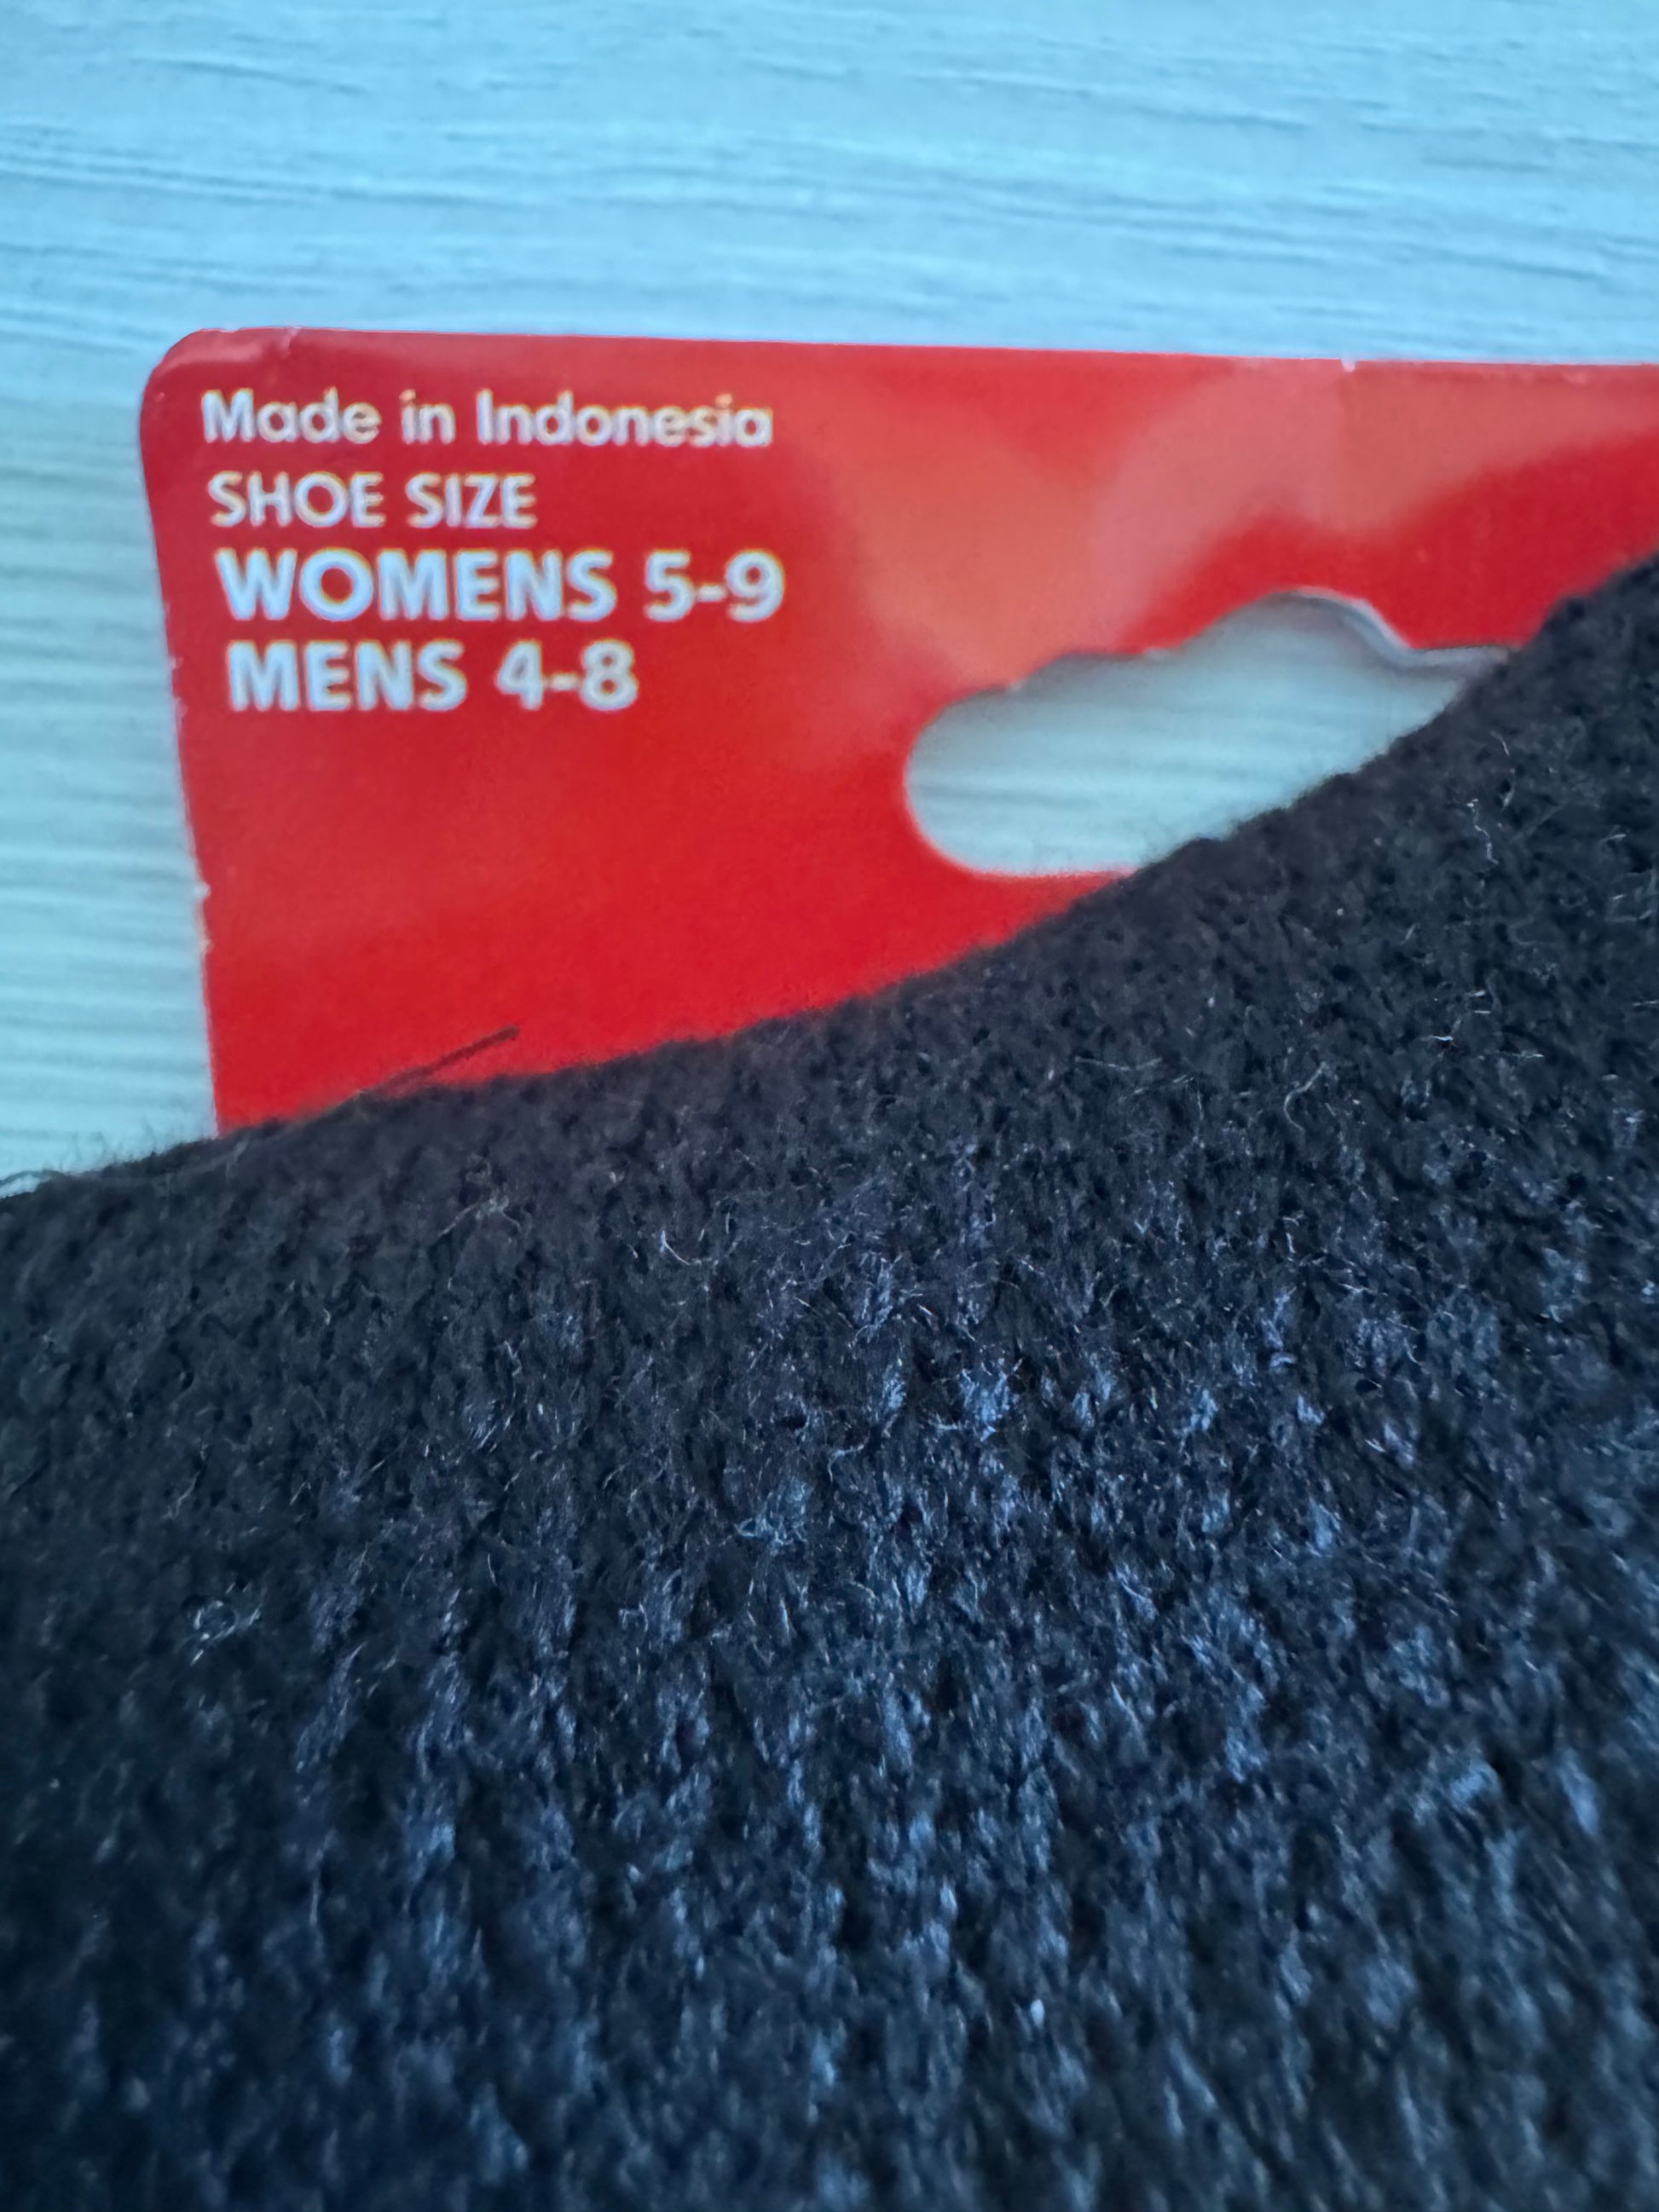 Made in Indonesia
SHOE SIZE
WOMENS 5-9
MENS 4-8